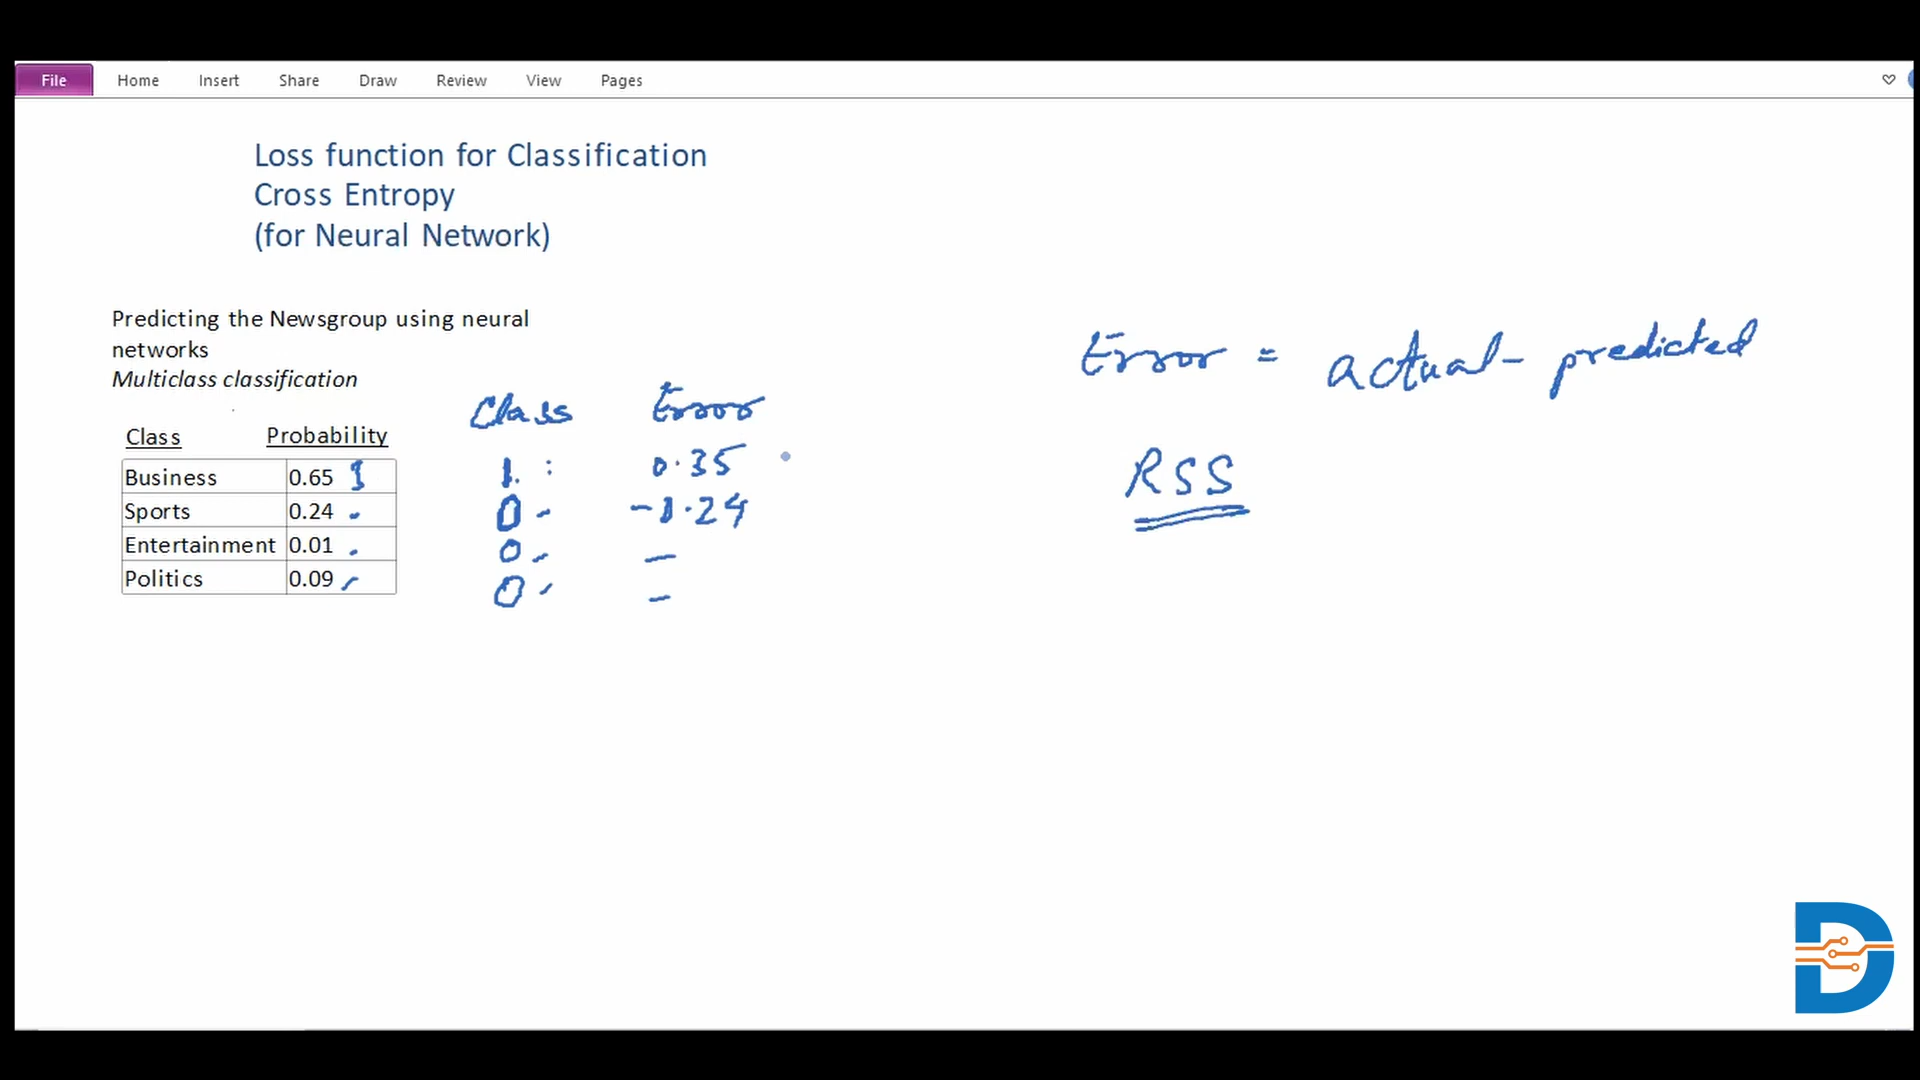 File Home Insert Share Draw Review View Pages
Loss function for Classification
Cross Entropy
(for Neural Network)
Predicting the Newsgroup using neural
networks
Multiclass classification
Class Probability
Business 0.65
Sports 0.24
Entertainment 0.01
Politics 0.09
Class Error
1. : 0.35
0 - -0.24
0 - -
0 - -
Error = actual - predicted
RSS